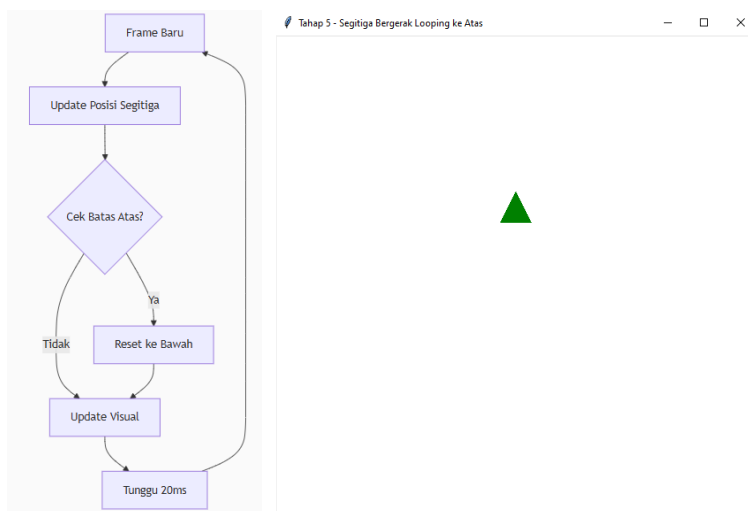 Frame Baru
Update Posisi Segitiga
Cek Batas Atas?
Ya
Tidak
Reset ke Bawah
Update Visual
Tunggu 20ms
Tahap 5 - Segitiga Bergerak Looping ke Atas